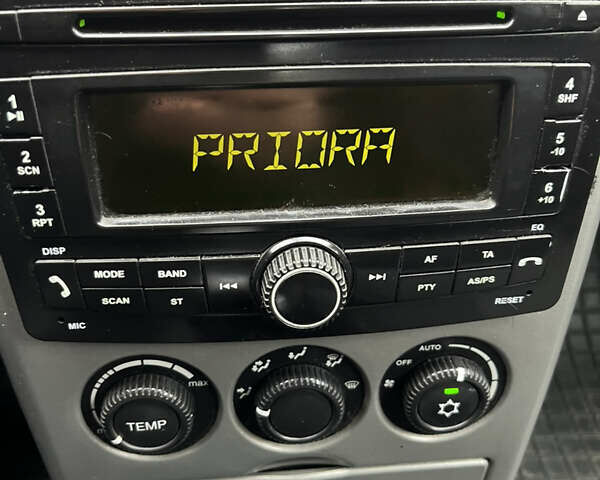 PRIORA
1
2
SCN
3
RPT
4
SHF
5
-10
6
+10
DISP
EQ
MODE
BAND
AF
TA
SCAN
ST
PTY
AS/PS
MIC
RESET
max
TEMP
OFF
AUTO